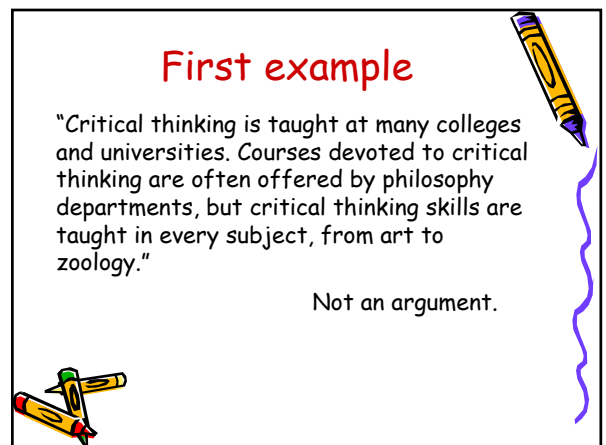 First example
“Critical thinking is taught at many colleges
and universities. Courses devoted to critical
thinking are often offered by philosophy
departments, but critical thinking skills are
taught in every subject, from art to
zoology.”
Not an argument.